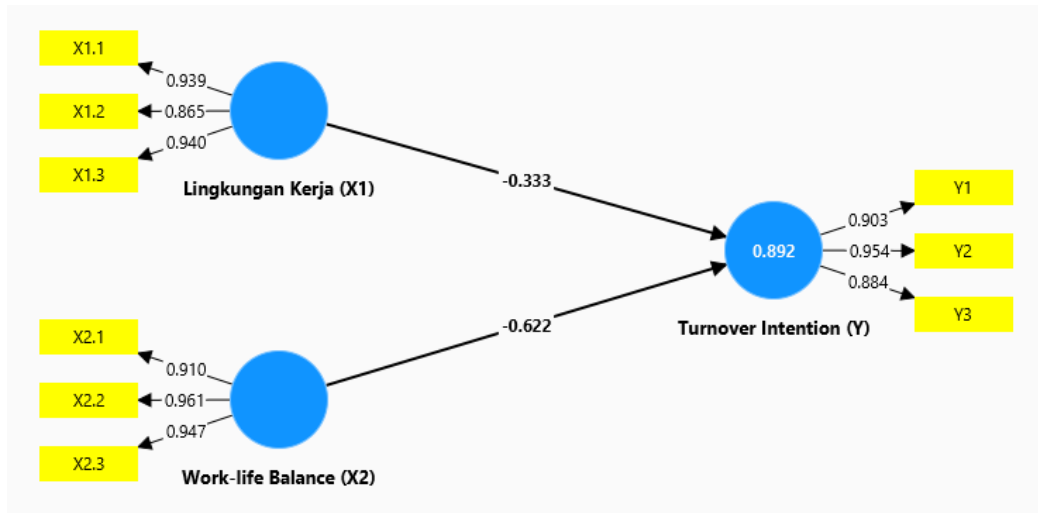 X1.1
0.939
X1.2
0.865
X1.3
0.940
Lingkungan Kerja (X1)
-0.333
Y1
0.903
0.892
0.954
Y2
0.884
Y3
Turnover Intention (Y)
-0.622
X2.1
0.910
X2.2
0.961
0.947
X2.3
Work-life Balance (X2)